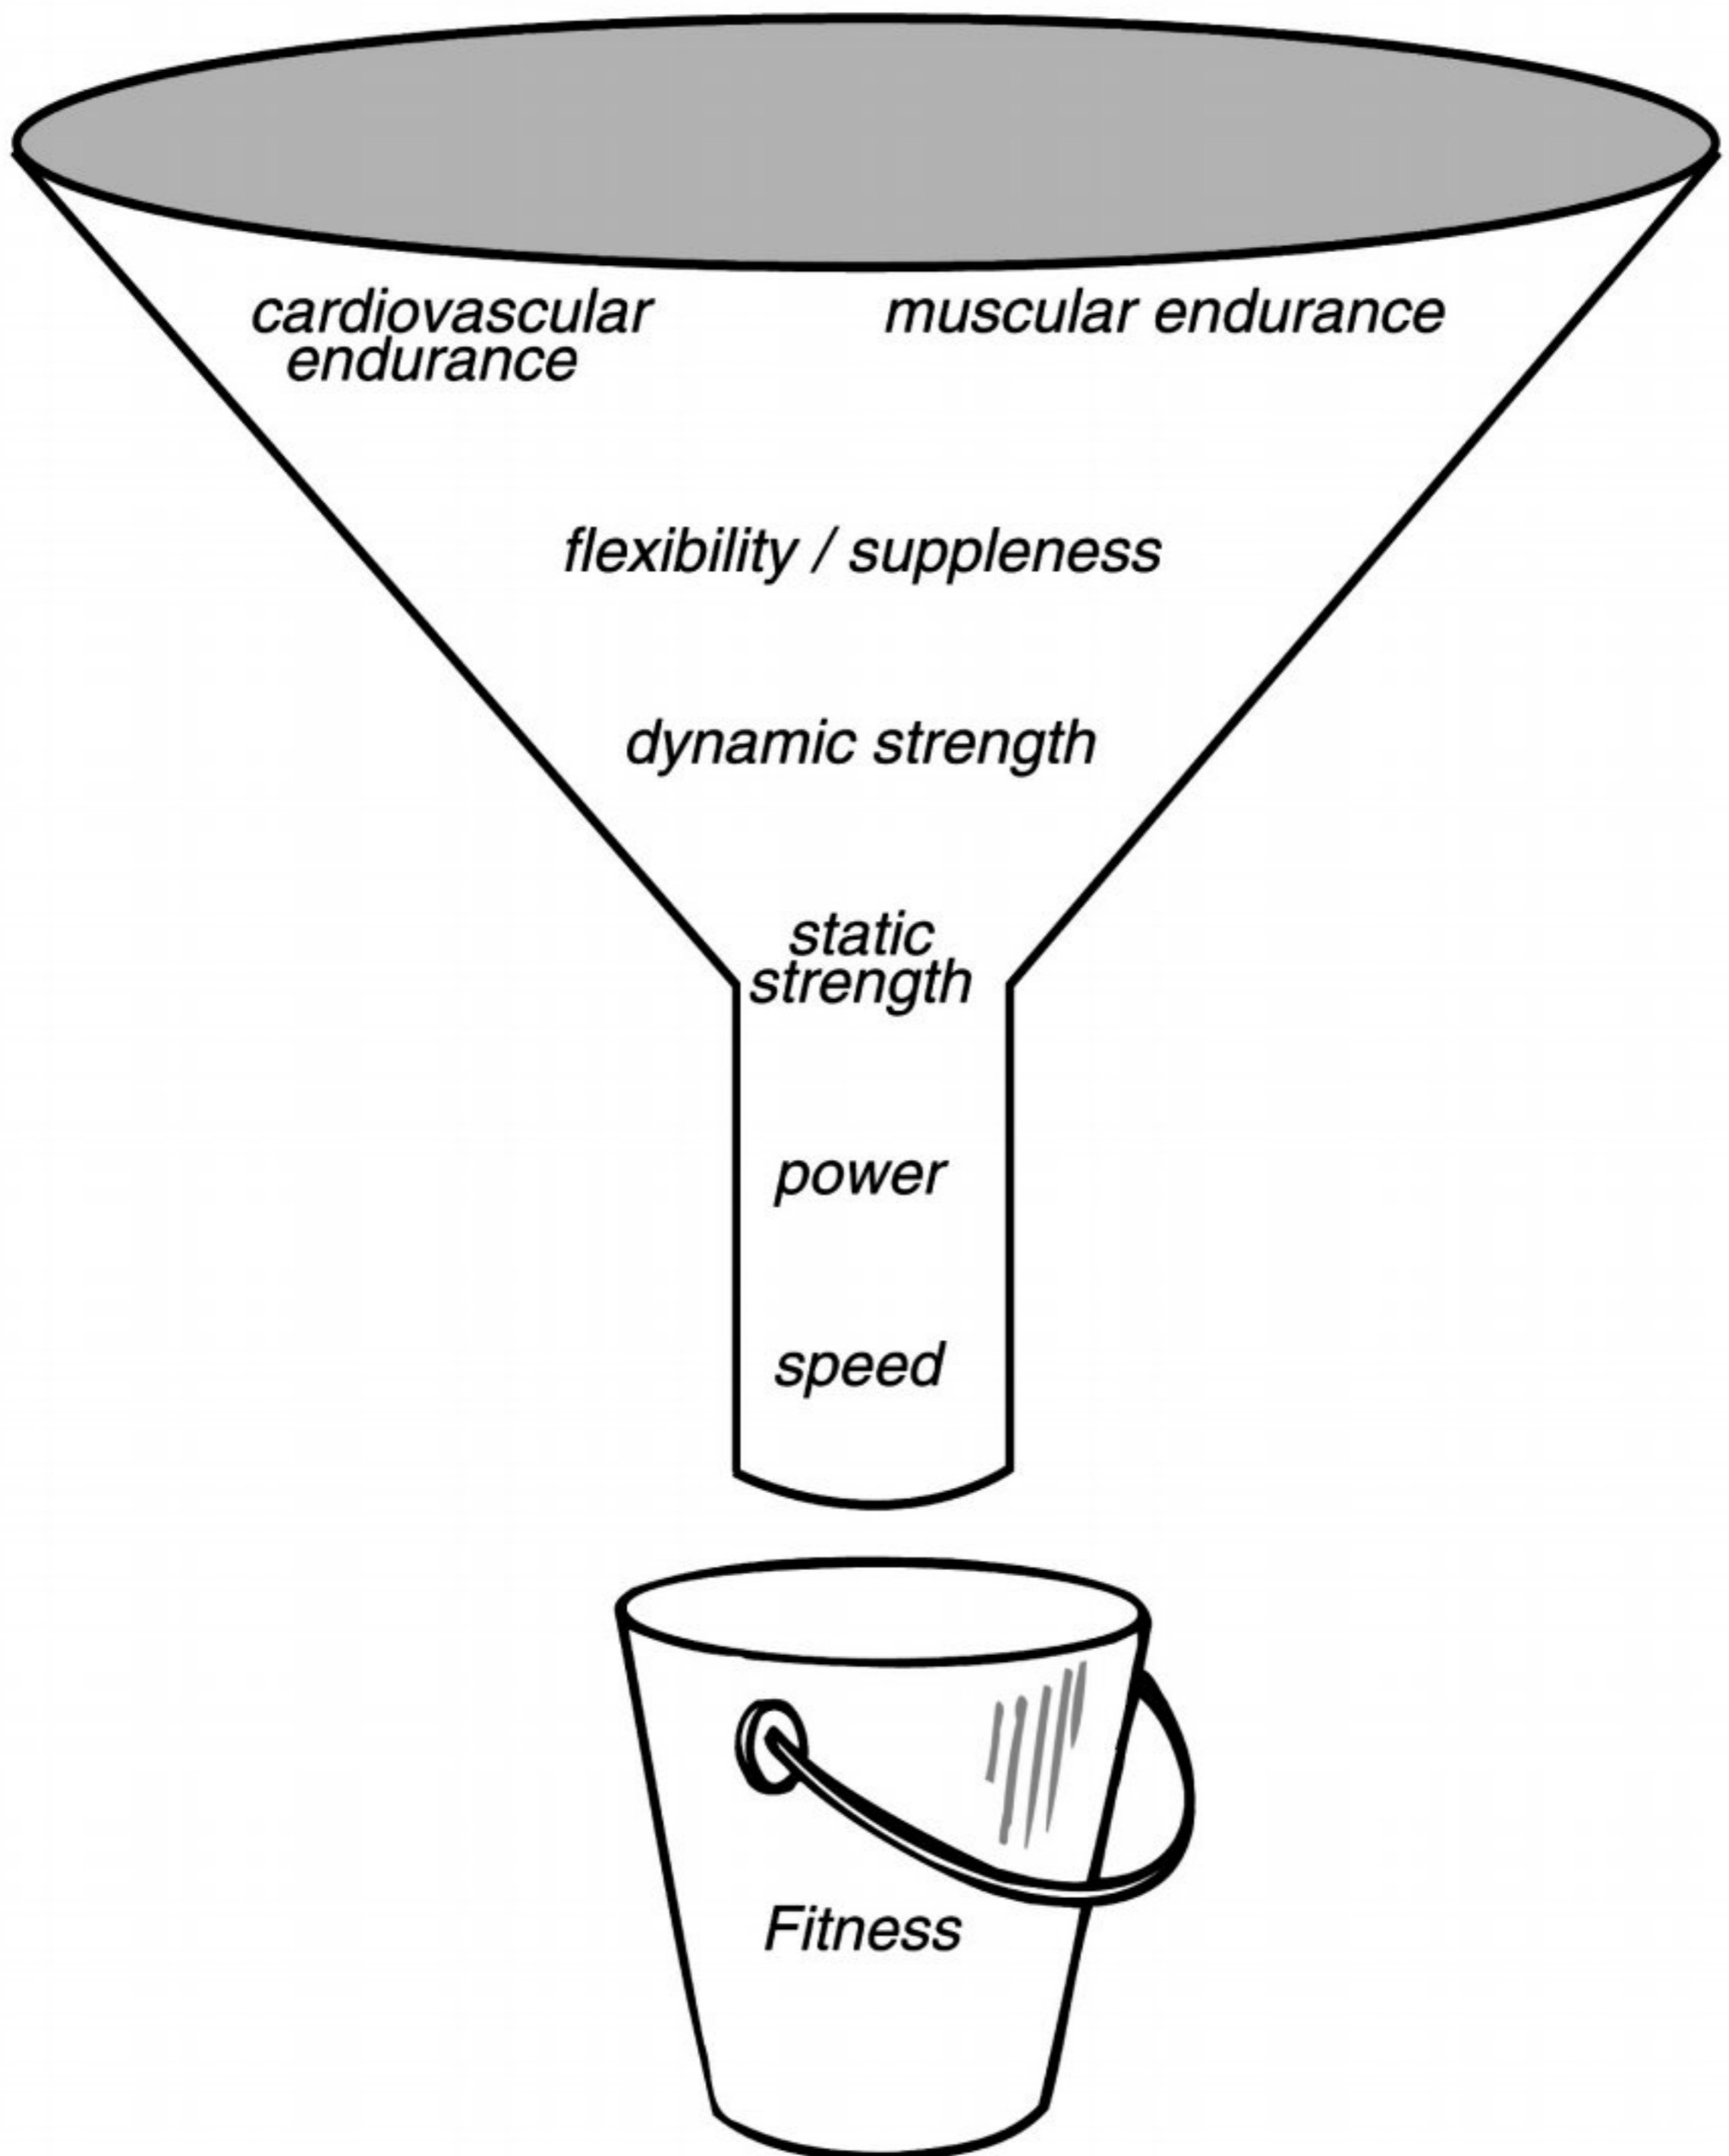 cardiovascular
endurance
muscular endurance
flexibility / suppleness
dynamic strength
static
strength
power
speed
Fitness